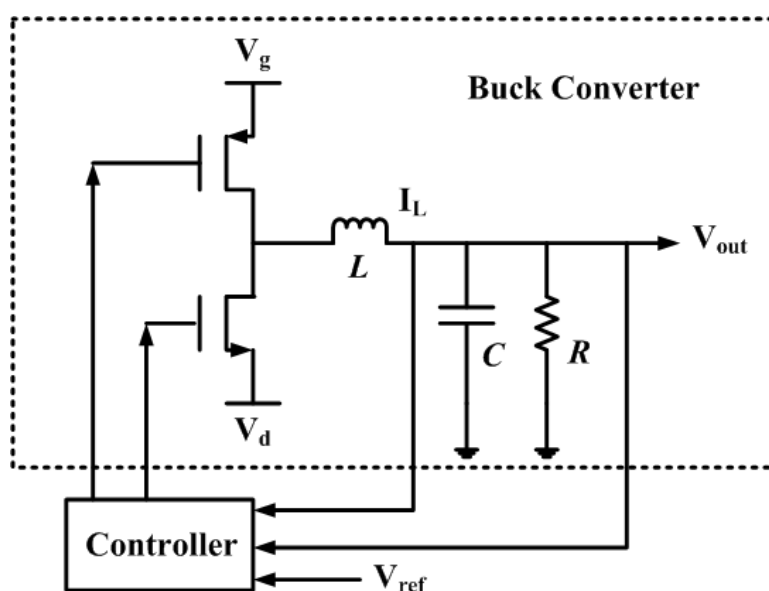 Vg
Buck Converter
IL
L
Vout
C
R
Vd
Controller
Vref